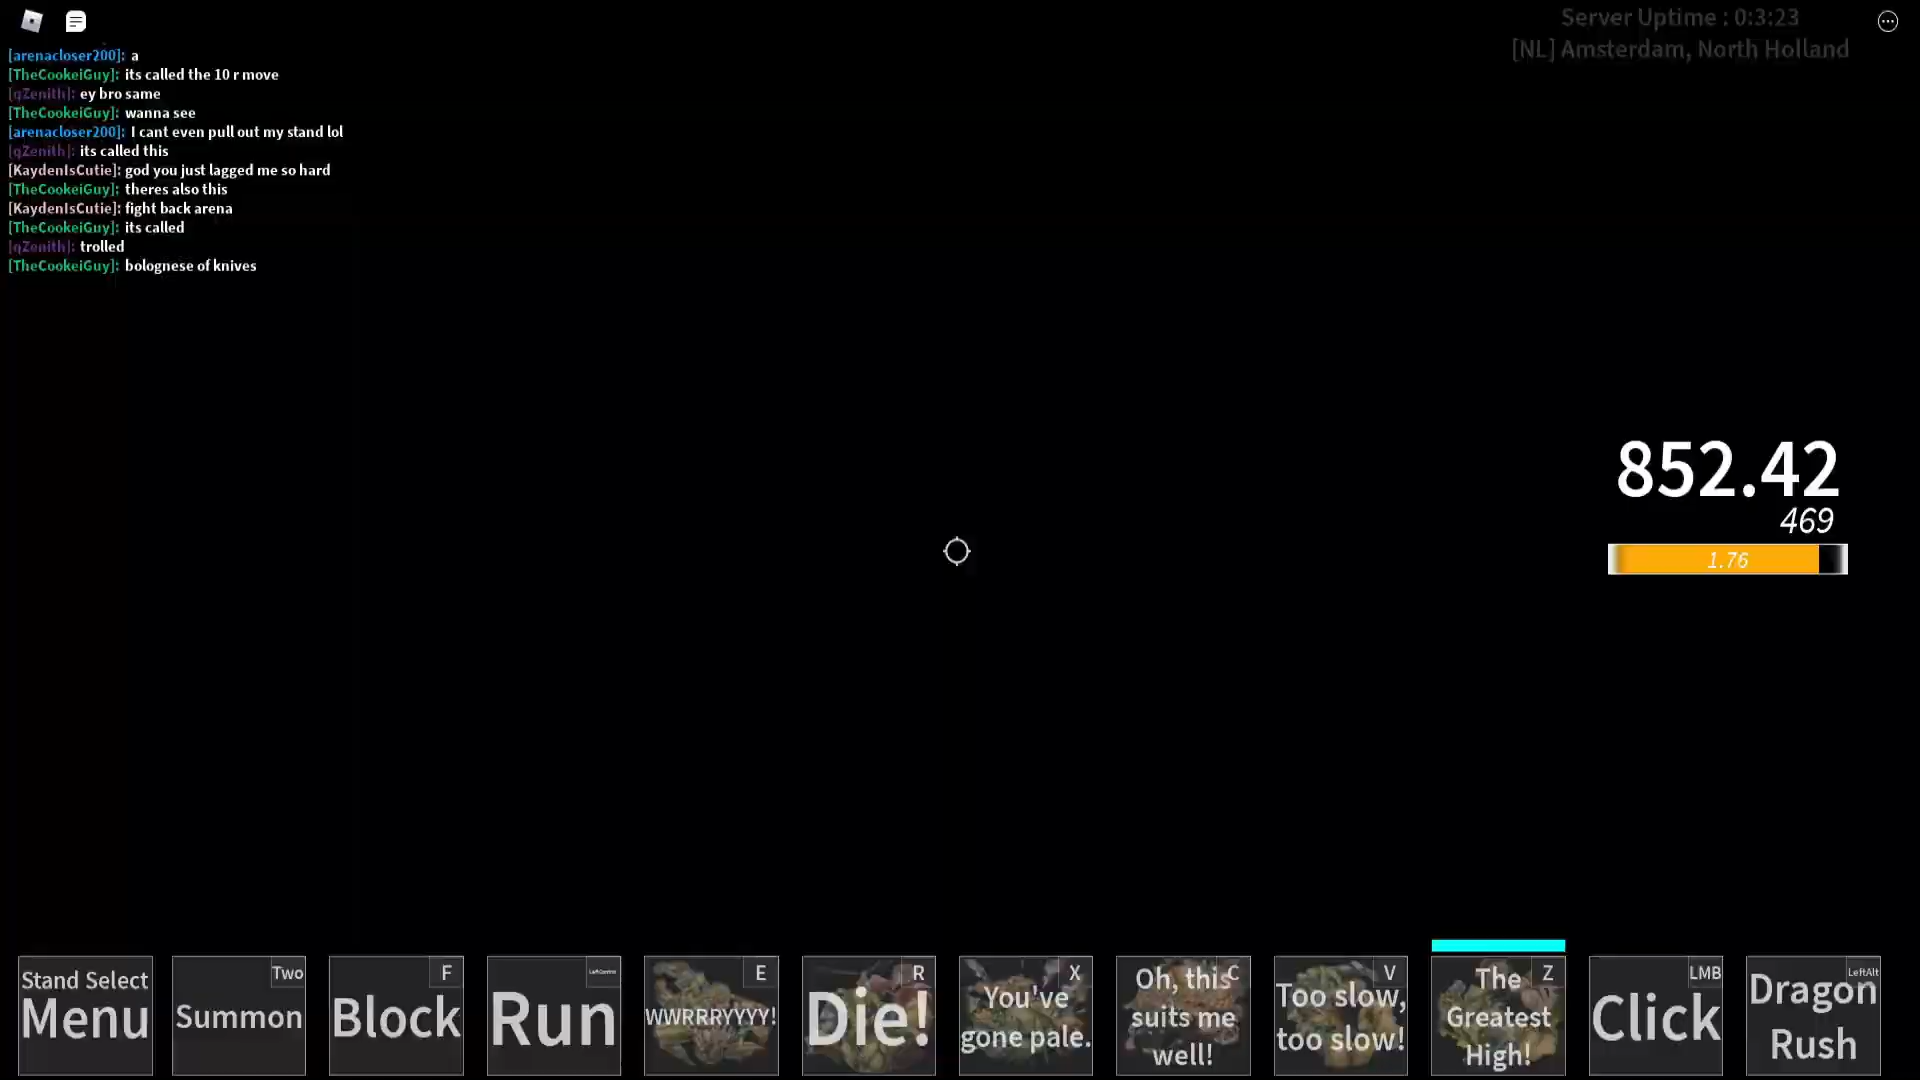 Server Uptime : 0:3:23
[NL] Amsterdam, North Holland
[arenacloser200]: a
[TheCookeiGuy]: its called the 10 r move
[qZenith]: ey bro same
[TheCookeiGuy]: wanna see
[arenacloser200]: I cant even pull out my stand lol
[qZenith]: its called this
[KaydenIsCutie]: god you just lagged me so hard
[TheCookeiGuy]: theres also this
[KaydenIsCutie]: fight back arena
[TheCookeiGuy]: its called
[qZenith]: trolled
[TheCookeiGuy]: bolognese of knives
852.42
469
1.76
Stand Select
Menu
Two
Summon
F
Block
LeftControl
Run
E
WWRRRYYYY!
R
Die!
X
You've
gone pale.
C
Oh, this
suits me
well!
V
Too slow,
too slow!
Z
The
Greatest
High!
LMB
Click
LeftAlt
Dragon
Rush